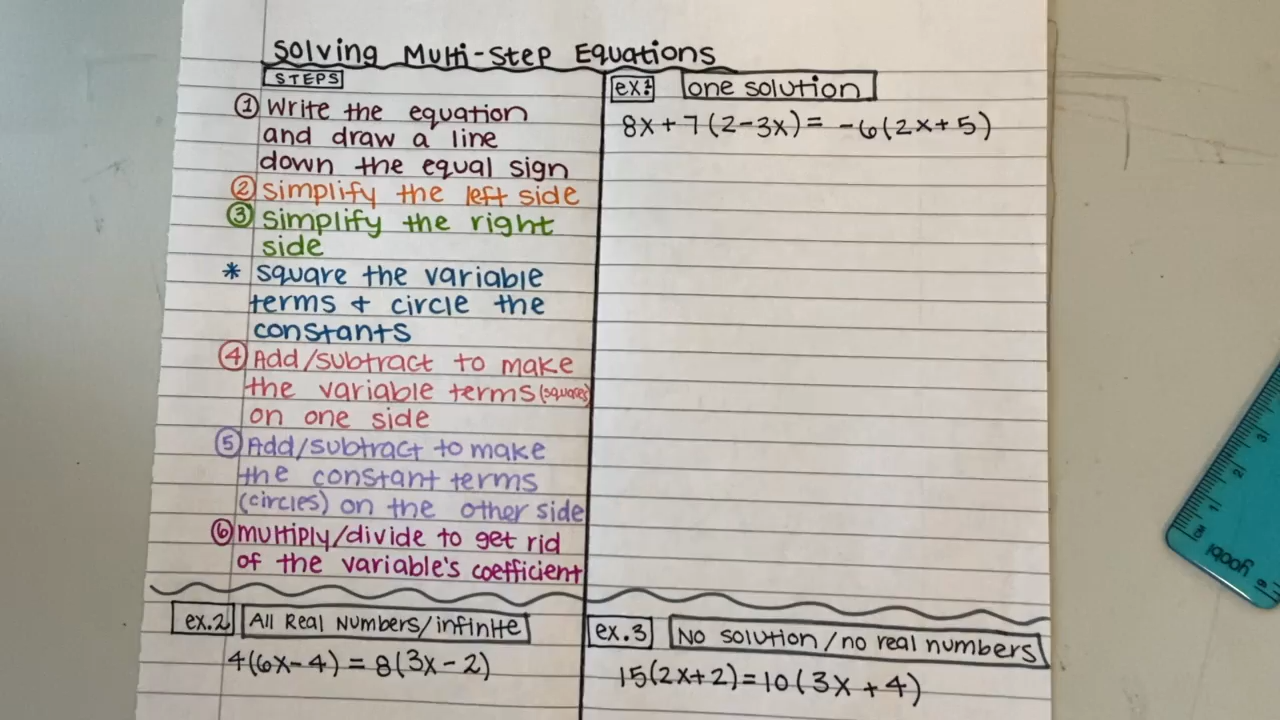 Solving Multi-Step Equations
STEPS
① Write the equation
and draw a line
down the equal sign
② simplify the left side
③ simplify the right
side
* square the variable
terms + circle the
constants
④ Add/subtract to make
the variable terms (squares)
on one side
⑤ Add/subtract to make
the constant terms
(circles) on the other side
⑥ multiply/divide to get rid
of the variable's coefficient
ex1: one solution
8x+7(2-3x)= -6(2x+5)
ex.2 All Real Numbers/infinite
4(6x-4) = 8(3x-2)
ex.3 No solution/no real numbers
15(2x+2)=10(3x+4)
1 2 3